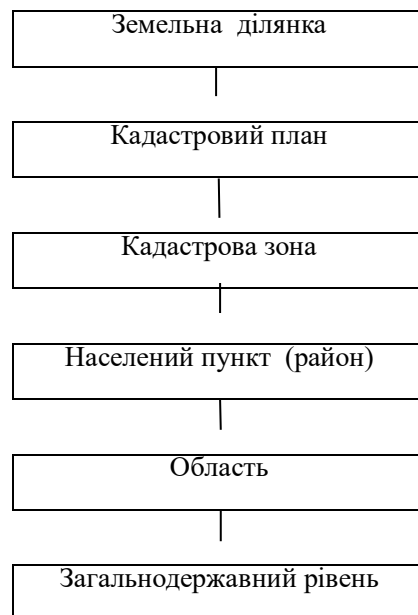 Земельна ділянка
Кадастровий план
Кадастрова зона
Населений пункт (район)
Область
Загальнодержавний рівень